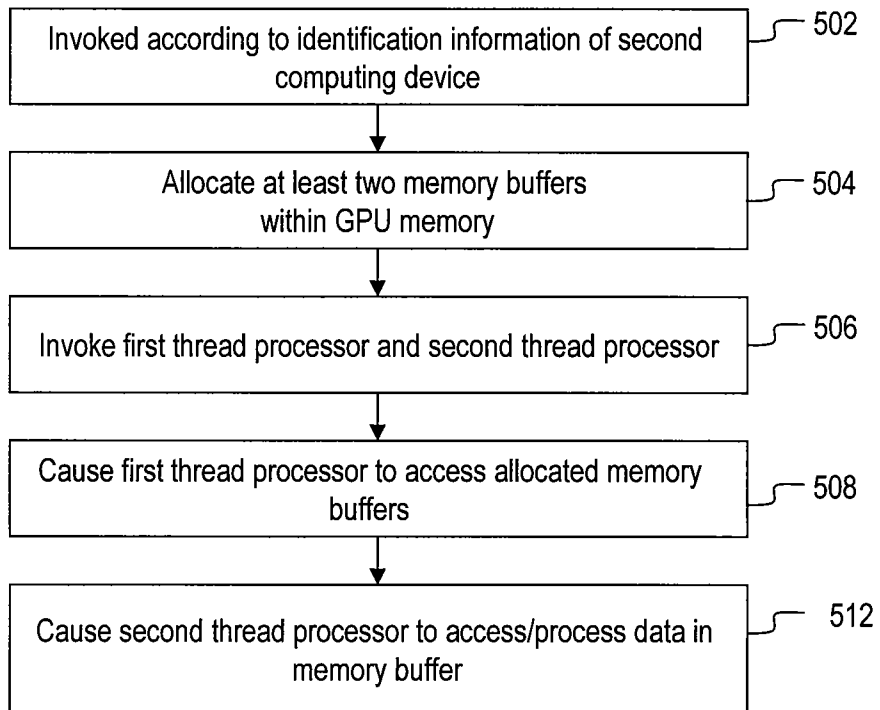 Invoked according to identification information of second
computing device
502
Allocate at least two memory buffers
within GPU memory
504
Invoke first thread processor and second thread processor
506
Cause first thread processor to access allocated memory
buffers
508
Cause second thread processor to access/process data in
memory buffer
512